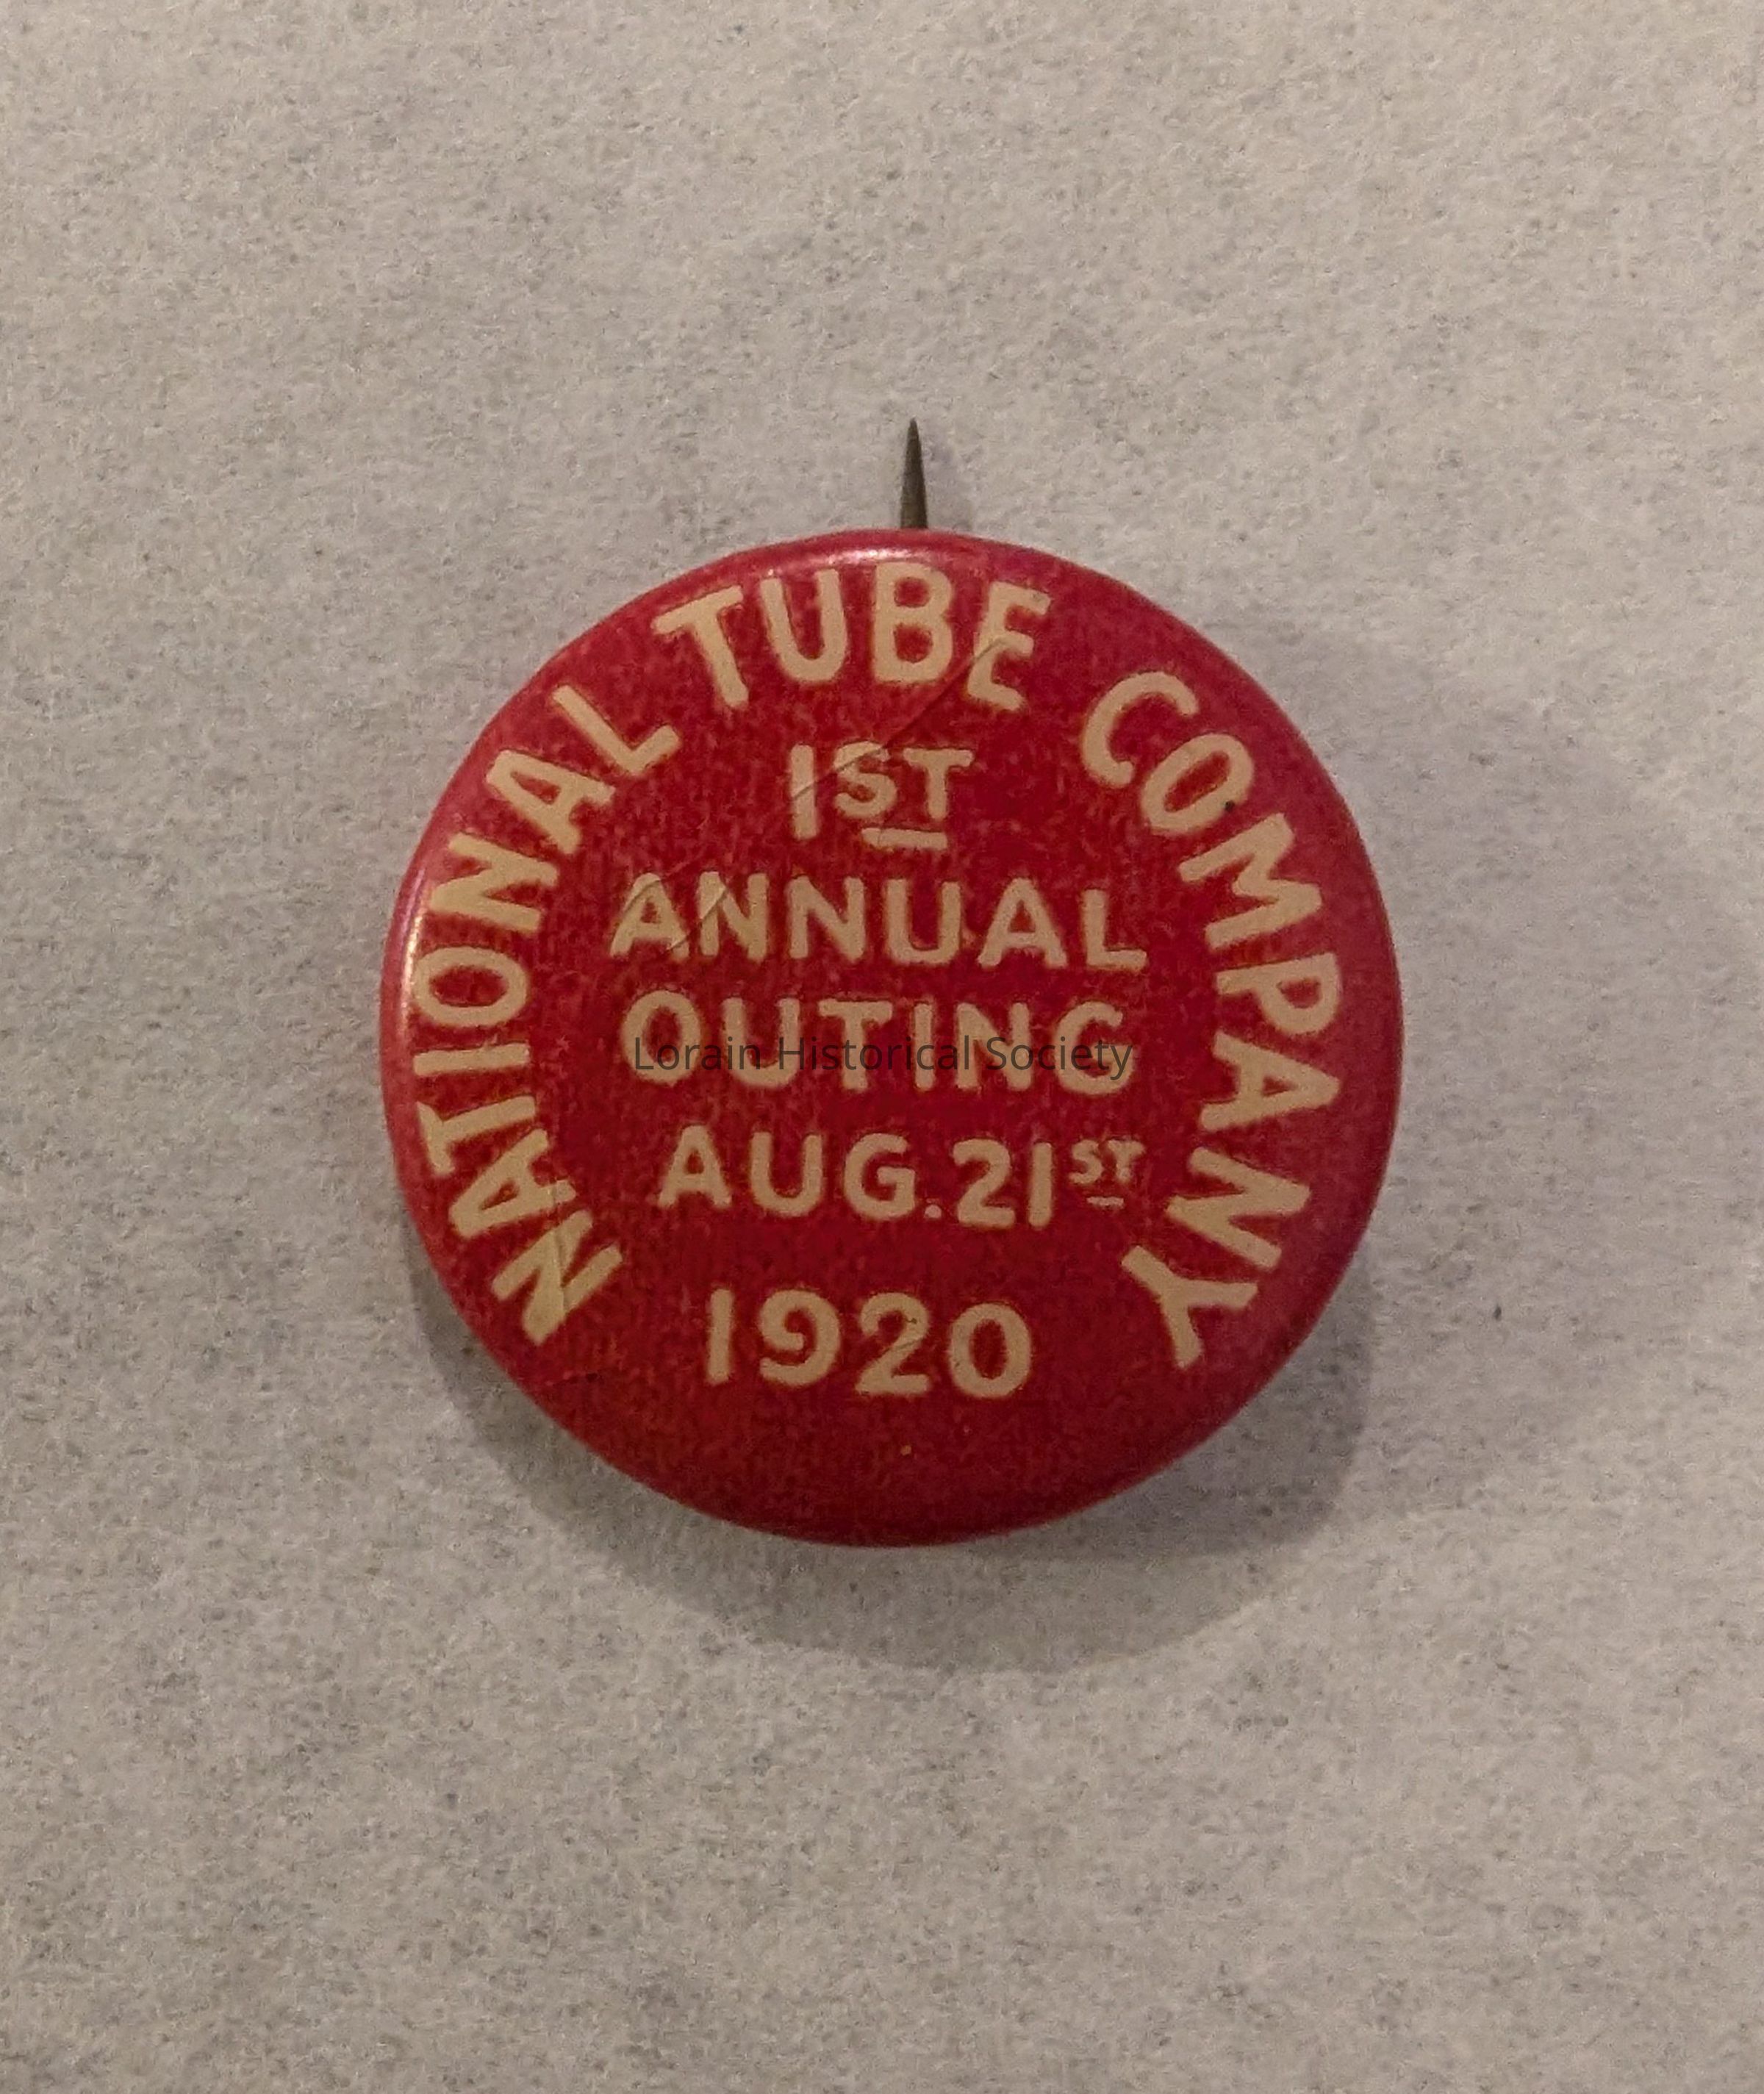 NATIONAL TUBE COMPANY
1ST
ANNUAL
OUTING
Lorain Historical Society
AUG. 21ST
1920